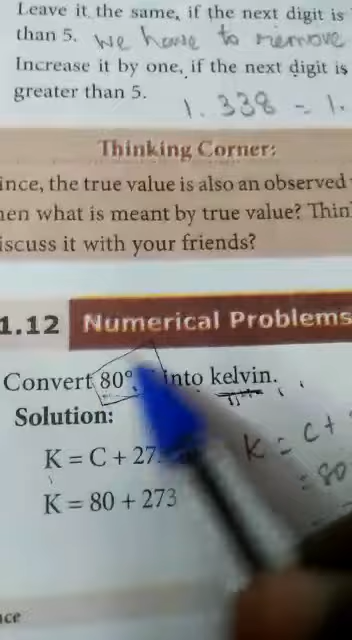 Leave it the same, if the next digit is
than 5. we have to remove
Increase it by one, if the next digit is
greater than 5.
1.338 = 1.
Thinking Corner:
ince, the true value is also an observed
en what is meant by true value? Thin
iscuss it with your friends?
1.12 Numerical Problems
Convert 80° into kelvin.
Solution:
K = C + 27
K = C +
K = 80 + 273
= 80
ce